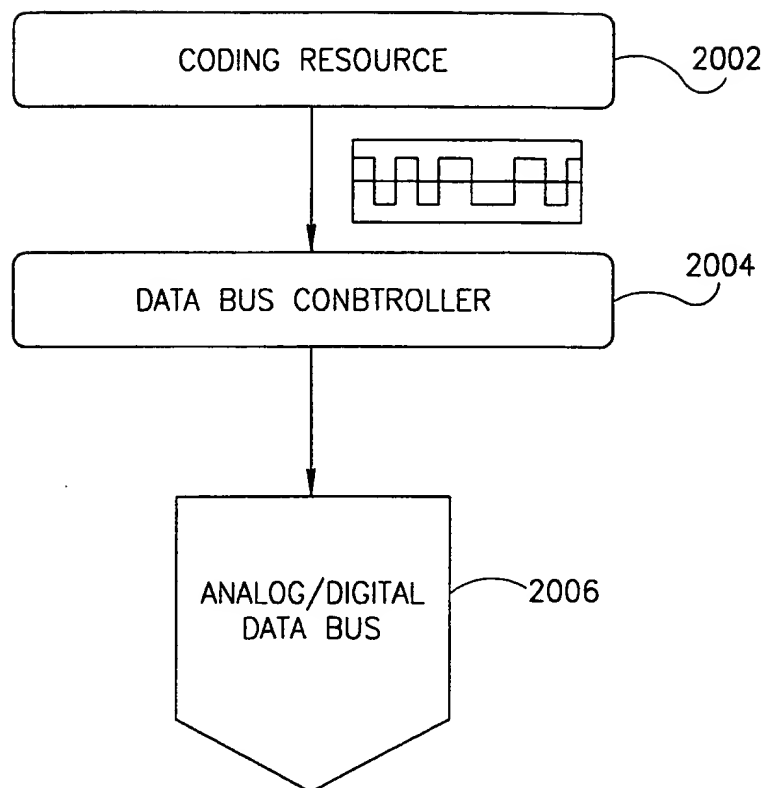 CODING RESOURCE
2002
2004
DATA BUS CONBTROLLER
ANALOG/DIGITAL
DATA BUS
2006